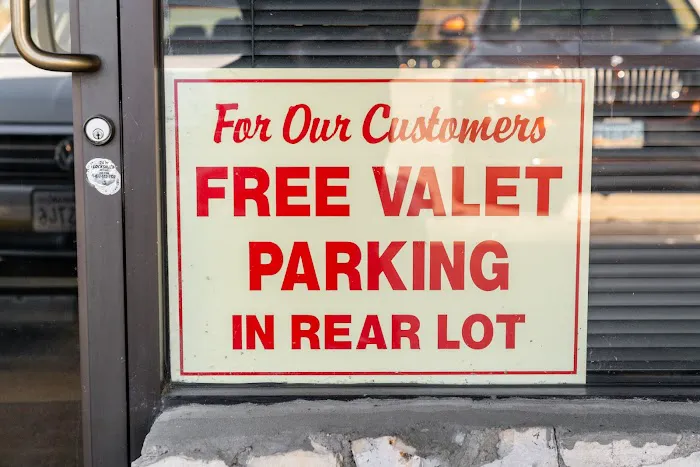 For Our Customers
FREE VALET
PARKING
IN REAR LOT